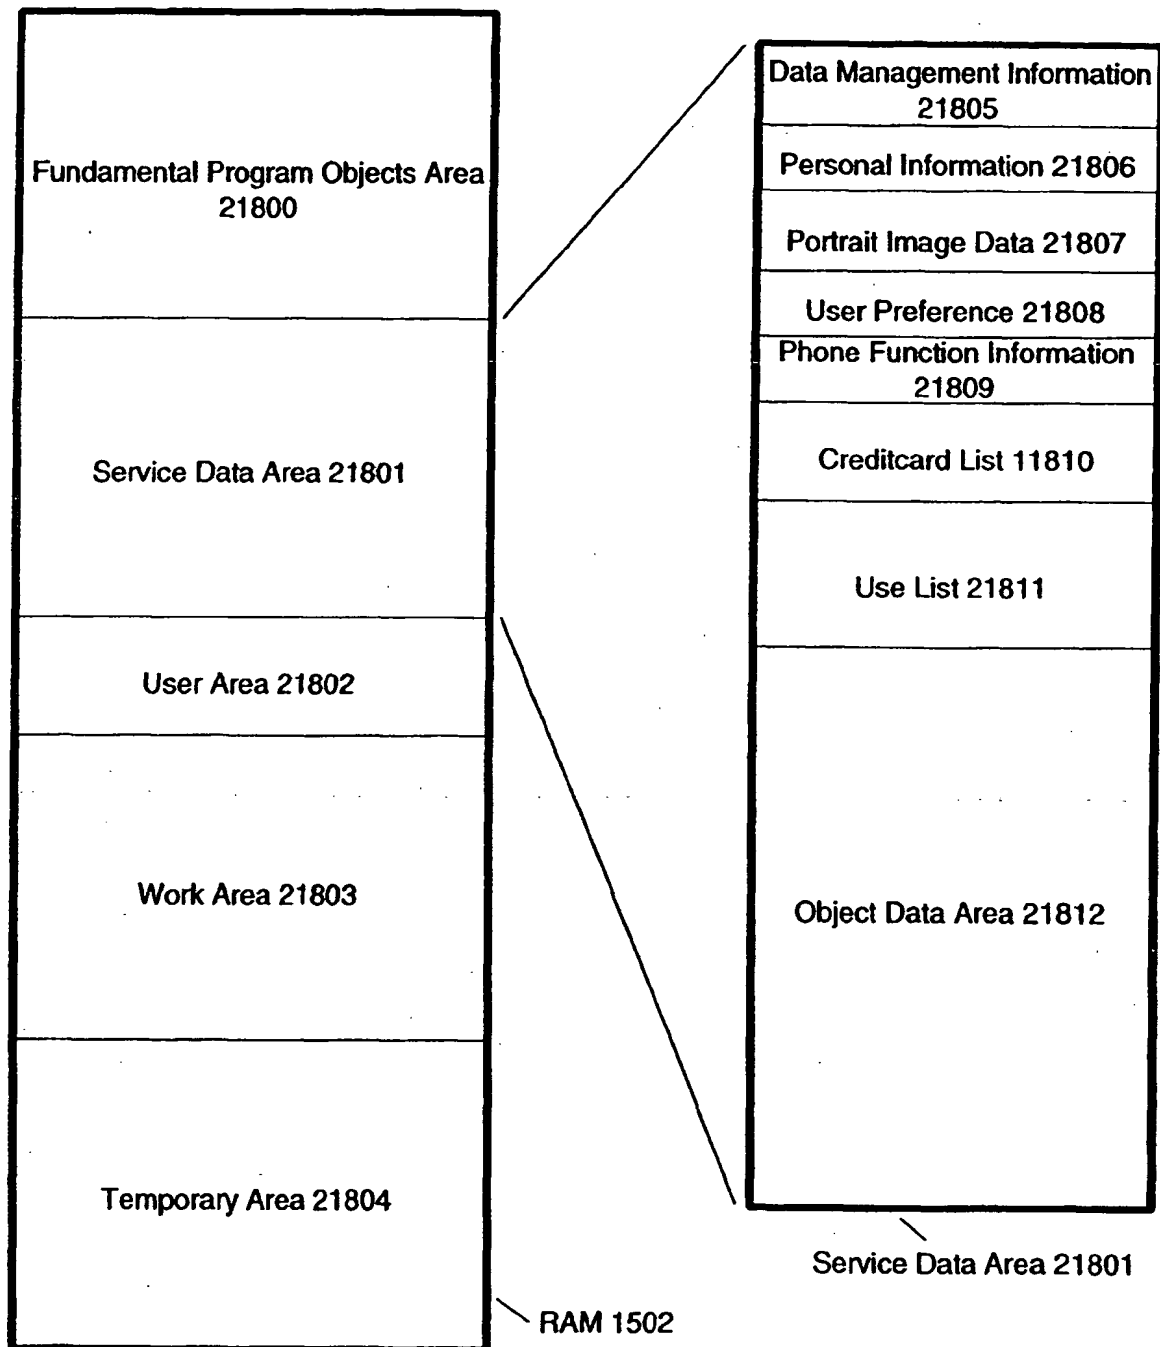 Fundamental Program Objects Area
21800
Service Data Area 21801
User Area 21802
Work Area 21803
Temporary Area 21804
RAM 1502
Data Management Information
21805
Personal Information 21806
Portrait Image Data 21807
User Preference 21808
Phone Function Information
21809
Creditcard List 11810
Use List 21811
Object Data Area 21812
Service Data Area 21801